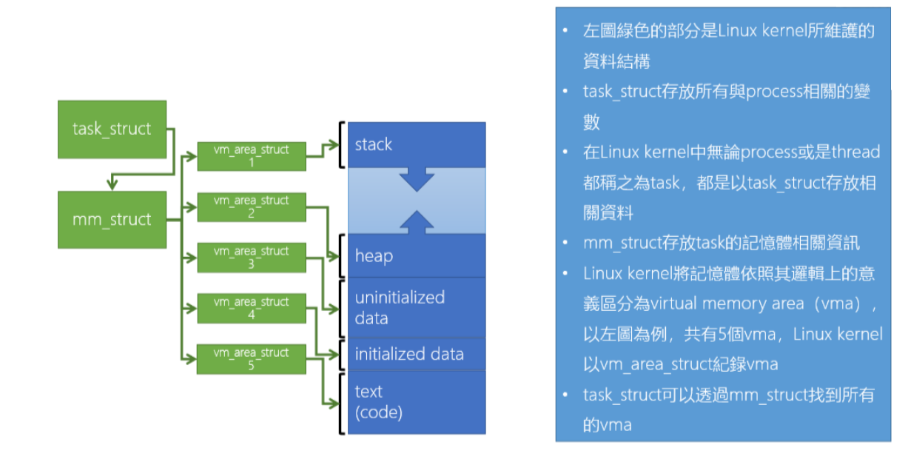 task_struct
mm_struct
vm_area_struct
1
vm_area_struct
2
vm_area_struct
3
vm_area_struct
4
vm_area_struct
5
stack
heap
uninitialized
data
initialized data
text
(code)
• 左圖綠色的部分是Linux kernel所維護的
資料結構
• task_struct存放所有與process相關的變
數
• 在Linux kernel中無論process或是thread
都稱之為task，都是以task_struct存放相
關資料
• mm_struct存放task的記憶體相關資訊
• Linux kernel將記憶體依照其邏輯上的意
義區分為virtual memory area（vma），
以左圖為例，共有5個vma，Linux kernel
以vm_area_struct紀錄vma
• task_struct可以透過mm_struct找到所有
的vma